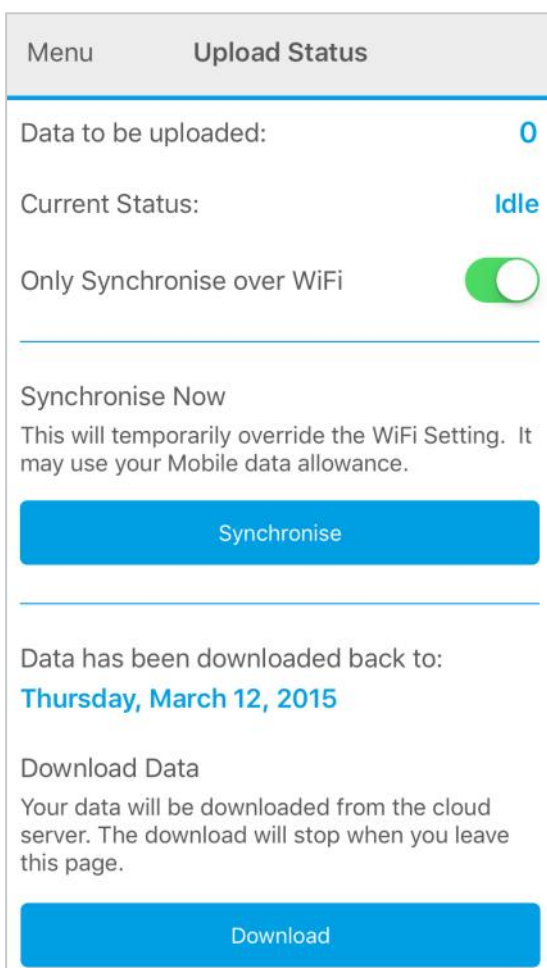 Menu Upload Status
Data to be uploaded: 0
Current Status: Idle
Only Synchronise over WiFi
Synchronise Now
This will temporarily override the WiFi Setting.  It
may use your Mobile data allowance.
Synchronise
Data has been downloaded back to:
Thursday, March 12, 2015
Download Data
Your data will be downloaded from the cloud
server. The download will stop when you leave
this page.
Download